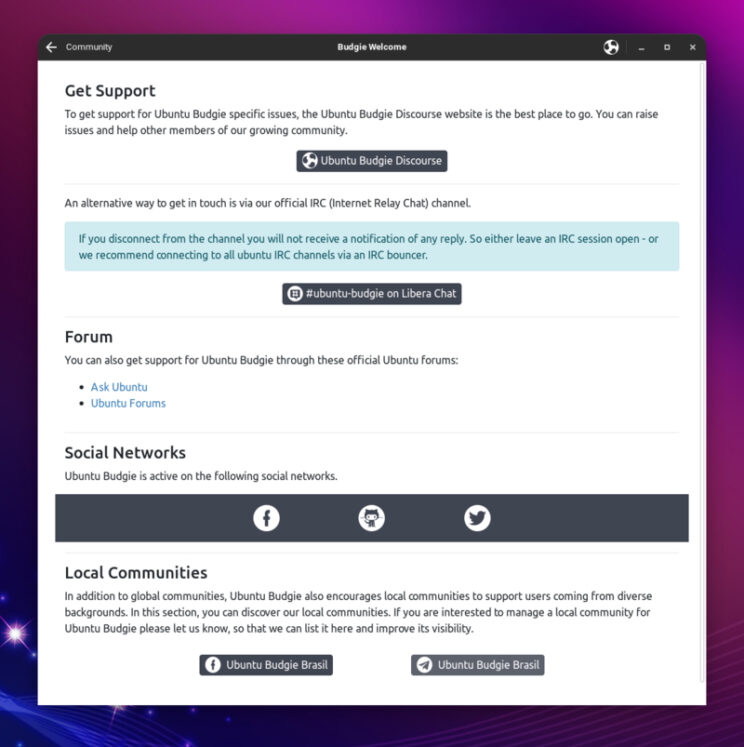 Community
Budgie Welcome
Get Support
To get support for Ubuntu Budgie specific issues, the Ubuntu Budgie Discourse website is the best place to go. You can raise
issues and help other members of our growing community.
Ubuntu Budgie Discourse
An alternative way to get in touch is via our official IRC (Internet Relay Chat) channel.
If you disconnect from the channel you will not receive a notification of any reply. So either leave an IRC session open - or
we recommend connecting to all ubuntu IRC channels via an IRC bouncer.
#ubuntu-budgie on Libera Chat
Forum
You can also get support for Ubuntu Budgie through these official Ubuntu forums:
• Ask Ubuntu
• Ubuntu Forums
Social Networks
Ubuntu Budgie is active on the following social networks.
Local Communities
In addition to global communities, Ubuntu Budgie also encourages local communities to support users coming from diverse
backgrounds. In this section, you can discover our local communities. If you are interested to manage a local community for
Ubuntu Budgie please let us know, so that we can list it here and improve its visibility.
Ubuntu Budgie Brasil
Ubuntu Budgie Brasil